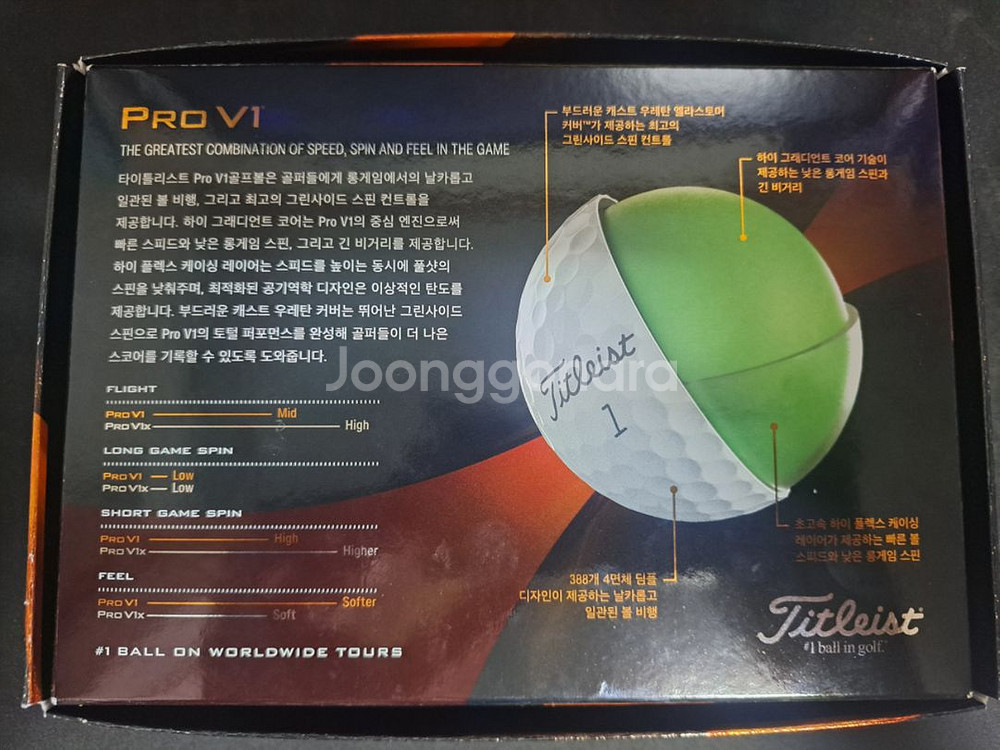 PRO V1
THE GREATEST COMBINATION OF SPEED, SPIN AND FEEL IN THE GAME
타이틀리스트 Pro V1골프볼은 골퍼들에게 롱게임에서의 날카롭고
일관된 볼 비행, 그리고 최고의 그린사이드 스핀 컨트롤을
제공합니다. 하이 그래디언트 코어는 Pro V1의 중심 엔진으로써
빠른 스피드와 낮은 롱게임 스핀, 그리고 긴 비거리를 제공합니다.
하이 플렉스 케이싱 레이어는 스피드를 높이는 동시에 풀샷의
스핀을 낮춰주며, 최적화된 공기역학 디자인은 이상적인 탄도를
제공합니다. 부드러운 캐스트 우레탄 커버는 뛰어난 그린사이드
스핀으로 Pro V1의 토털 퍼포먼스를 완성해 골퍼들이 더 나은
스코어를 기록할 수 있도록 도와줍니다.
FLIGHT
PRO V1 Mid
PRO V1x High
LONG GAME SPIN
PRO V1 Low
PRO V1x Low
SHORT GAME SPIN
PRO V1 High
PRO V1x Higher
FEEL
PRO V1 Softer
PRO V1x Soft
#1 BALL ON WORLDWIDE TOURS
부드러운 캐스트 우레탄 엘라스토머
커버™가 제공하는 최고의
그린사이드 스핀 컨트롤
하이 그래디언트 코어 기술이
제공하는 낮은 롱게임 스핀과
긴 비거리
Titleist
1
초고속 하이 플렉스 케이싱
레이어가 제공하는 빠른 볼
스피드와 낮은 롱게임 스핀
388개 4면체 딤플
디자인이 제공하는 날카롭고
일관된 볼 비행
Titleist
#1 ball in golf.
Joonggonara